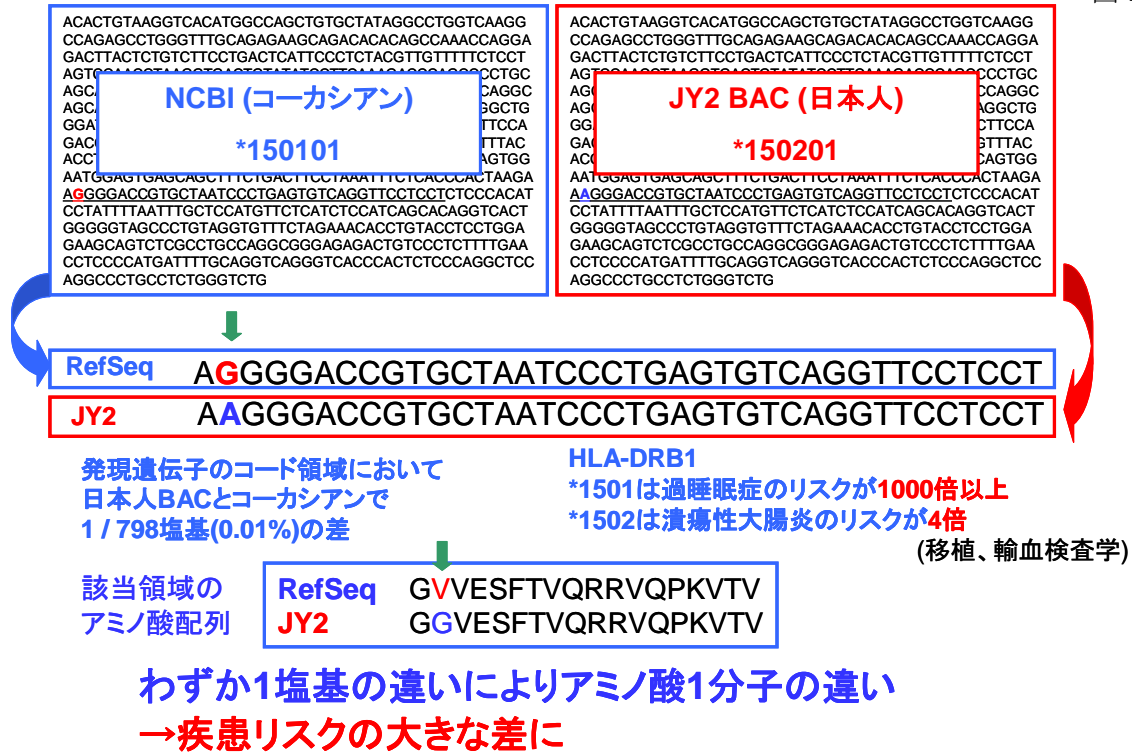 ACACTGTAAGGTCACATGGCCAGCTGTGCTATAGGCCTGGTCAAGG
CCAGAGCCTGGGTTTGCAGAGAAGCAGACACACAGCCAAACCAGGA
GACTTACTCTGTCTTCCTGACTCATTCCCTCTACGTTGTTTTTCTCCT
NCBI (コーカシアン)
*150101
AATGGAGTGAGCAGCTTTCTGACTTCCTAAATTTCTCACCCACTAAGA
AGGGGACCGTGCTAATCCCTGAGTGTCAGGTTCCTCCTCTCCCACAT
CCTATTTTAATTTGCTCCATGTTCTCATCTCCATCAGCACAGGTCACT
GGGGGTAGCCCTGTAGGTGTTTCTAGAAACACCTGTACCTCCTGGA
GAAGCAGTCTCGCCTGCCAGGCGGGAGAGACTGTCCCTCTTTTGAA
CCTCCCCATGATTTTGCAGGTCAGGGTCACCCACTCTCCCAGGCTCC
AGGCCCTGCCTCTGGGTCTG
ACACTGTAAGGTCACATGGCCAGCTGTGCTATAGGCCTGGTCAAGG
CCAGAGCCTGGGTTTGCAGAGAAGCAGACACACAGCCAAACCAGGA
GACTTACTCTGTCTTCCTGACTCATTCCCTCTACGTTGTTTTTCTCCT
JY2 BAC (日本人)
*150201
AATGGAGTGAGCAGCTTTCTGACTTCCTAAATTTCTCACCCACTAAGA
AAGGGACCGTGCTAATCCCTGAGTGTCAGGTTCCTCCTCTCCCACAT
CCTATTTTAATTTGCTCCATGTTCTCATCTCCATCAGCACAGGTCACT
GGGGGTAGCCCTGTAGGTGTTTCTAGAAACACCTGTACCTCCTGGA
GAAGCAGTCTCGCCTGCCAGGCGGGAGAGACTGTCCCTCTTTTGAA
CCTCCCCATGATTTTGCAGGTCAGGGTCACCCACTCTCCCAGGCTCC
AGGCCCTGCCTCTGGGTCTG
RefSeq AGGGGACCGTGCTAATCCCTGAGTGTCAGGTTCCTCCT
JY2 AAGGGACCGTGCTAATCCCTGAGTGTCAGGTTCCTCCT
発現遺伝子のコード領域において
日本人BACとコーカシアンで
1 / 798塩基(0.01%)の差
HLA-DRB1
*1501は過睡眠症のリスクが1000倍以上
*1502は潰瘍性大腸炎のリスクが4倍
(移植、輸血検査学)
該当領域の
アミノ酸配列
RefSeq GVVESFTVQRRVQPKVTV
JY2 GGVESFTVQRRVQPKVTV
わずか1塩基の違いによりアミノ酸1分子の違い
→疾患リスクの大きな差に